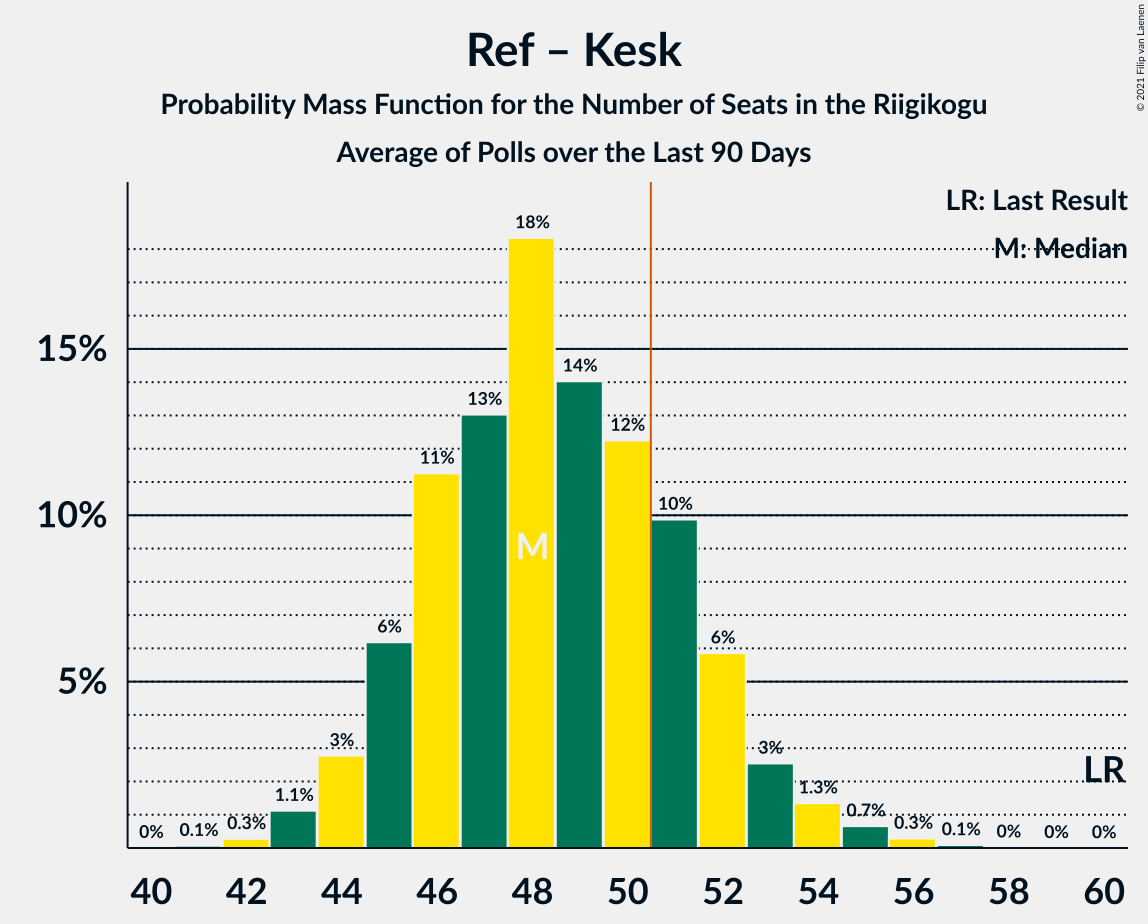 Ref – Kesk
Probability Mass Function for the Number of Seats in the Riigikogu
Average of Polls over the Last 90 Days
© 2021 Filip van Laenen
LR: Last Result
M: Median
15%
10%
5%
0%
0.1%
0.3%
1.1%
3%
6%
11%
13%
18%
14%
12%
10%
6%
3%
1.3%
0.7%
0.3%
0.1%
0%
0%
0%
M
LR
40 42 44 46 48 50 52 54 56 58 60